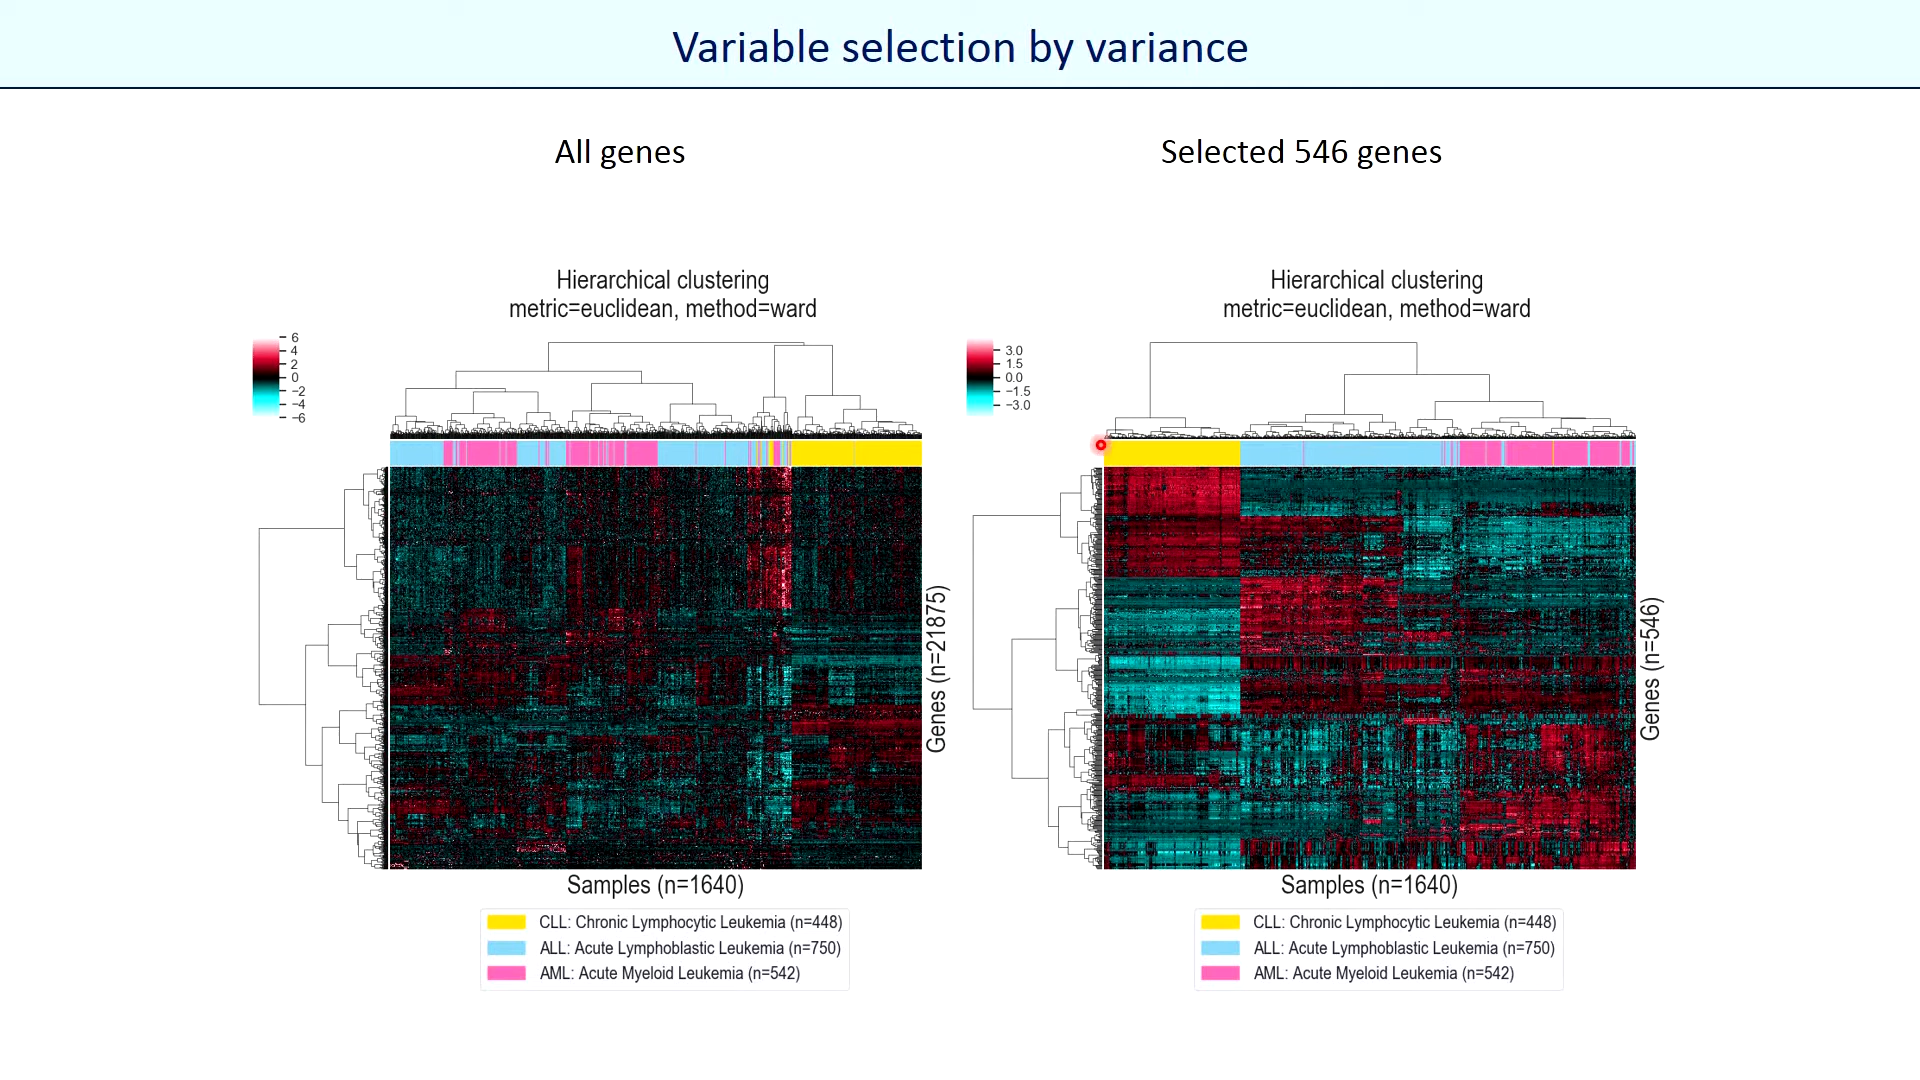 Variable selection by variance
All genes
Selected 546 genes
Hierarchical clustering
metric=euclidean, method=ward
6
4
2
0
−2
−4
−6
Genes (n=21875)
Samples (n=1640)
CLL: Chronic Lymphocytic Leukemia (n=448)
ALL: Acute Lymphoblastic Leukemia (n=750)
AML: Acute Myeloid Leukemia (n=542)
Hierarchical clustering
metric=euclidean, method=ward
3.0
1.5
0.0
−1.5
−3.0
Genes (n=546)
Samples (n=1640)
CLL: Chronic Lymphocytic Leukemia (n=448)
ALL: Acute Lymphoblastic Leukemia (n=750)
AML: Acute Myeloid Leukemia (n=542)